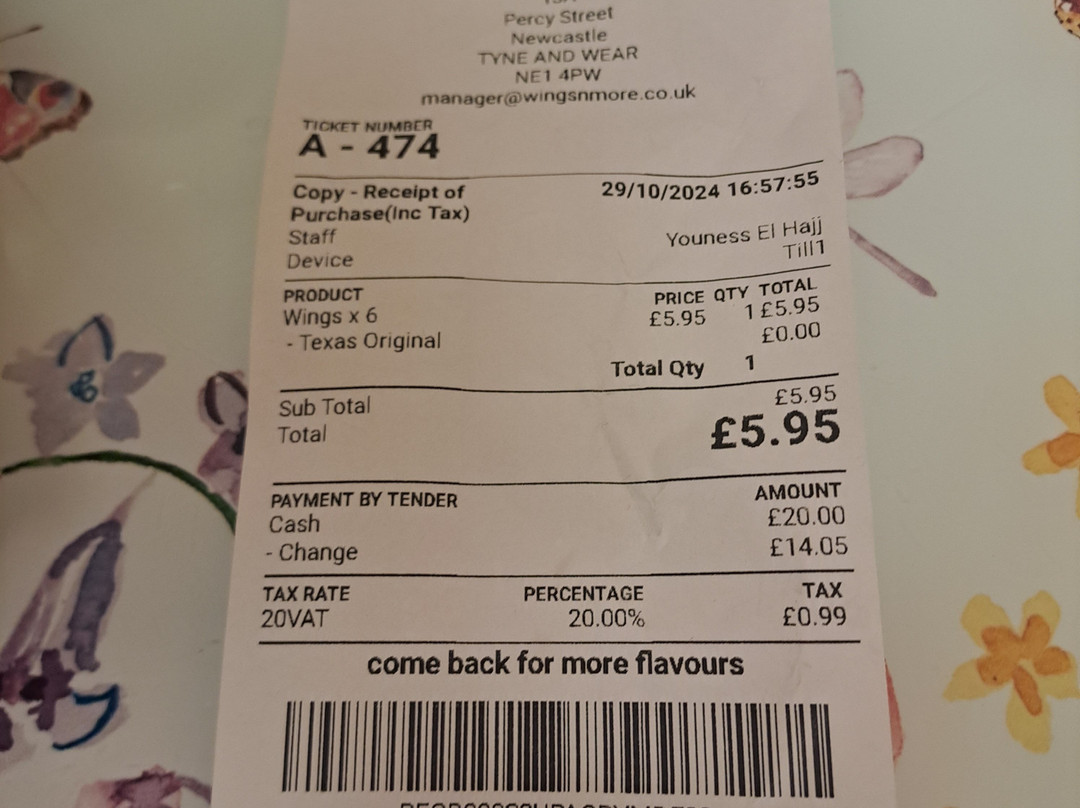 Percy Street
Newcastle
TYNE AND WEAR
NE1 4PW
manager@wingsnmore.co.uk
TICKET NUMBER
A - 474
Copy - Receipt of 29/10/2024 16:57:55
Purchase(Inc Tax)
Staff Youness El Hajj
Device Till1
PRODUCT PRICE QTY TOTAL
Wings x 6 £5.95 1 £5.95
- Texas Original £0.00
Total Qty 1
Sub Total £5.95
Total £5.95
PAYMENT BY TENDER AMOUNT
Cash £20.00
- Change £14.05
TAX RATE PERCENTAGE TAX
20VAT 20.00% £0.99
come back for more flavours